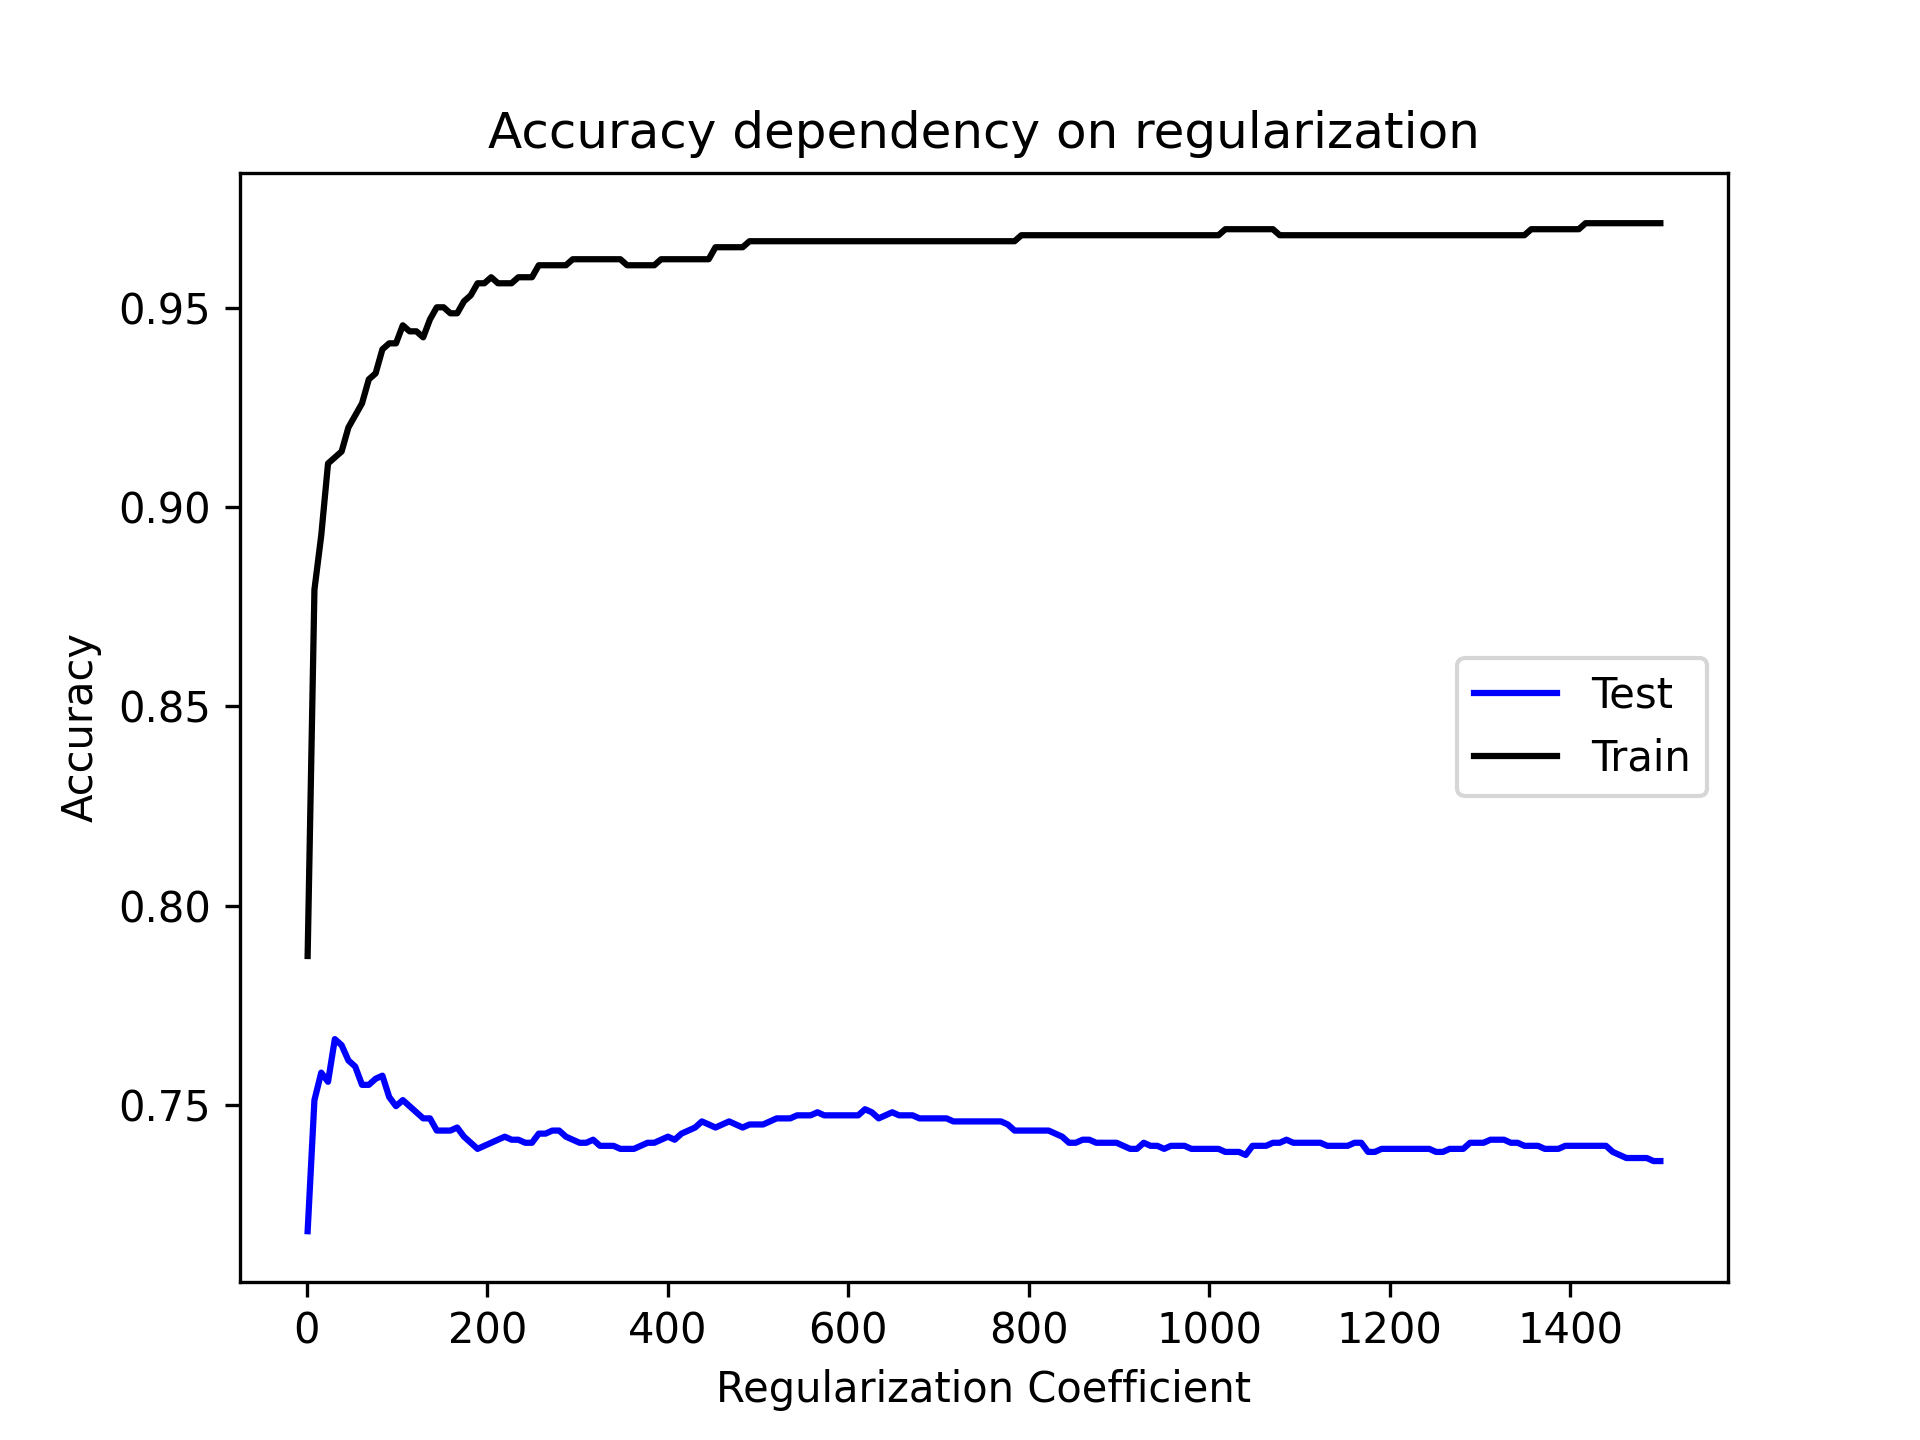 Accuracy dependency on regularization
Accuracy
0.95
0.90
0.85
0.80
0.75
Test
Train
0 200 400 600 800 1000 1200 1400
Regularization Coefficient